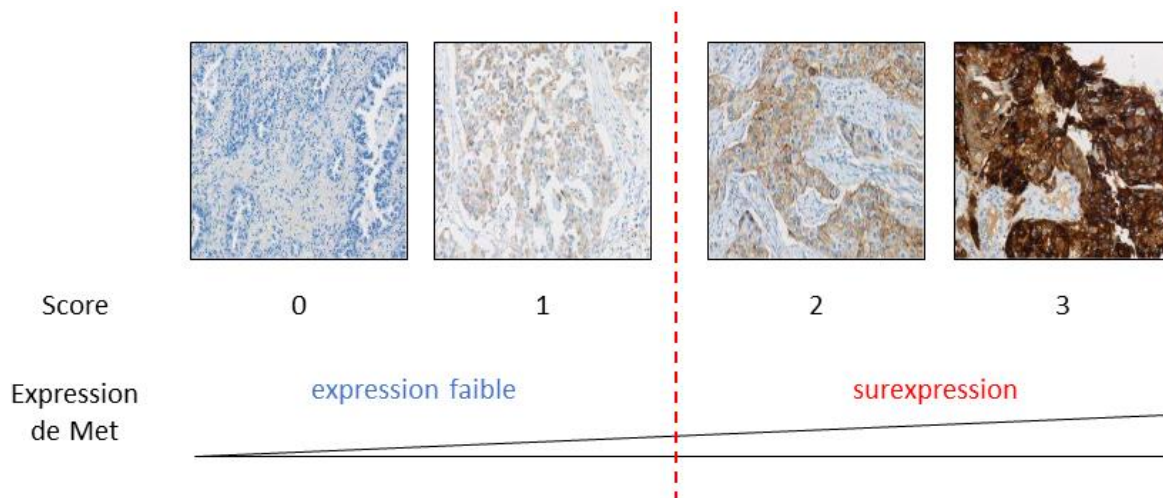 Score 0 1 2 3
Expression
de Met
expression faible
surexpression